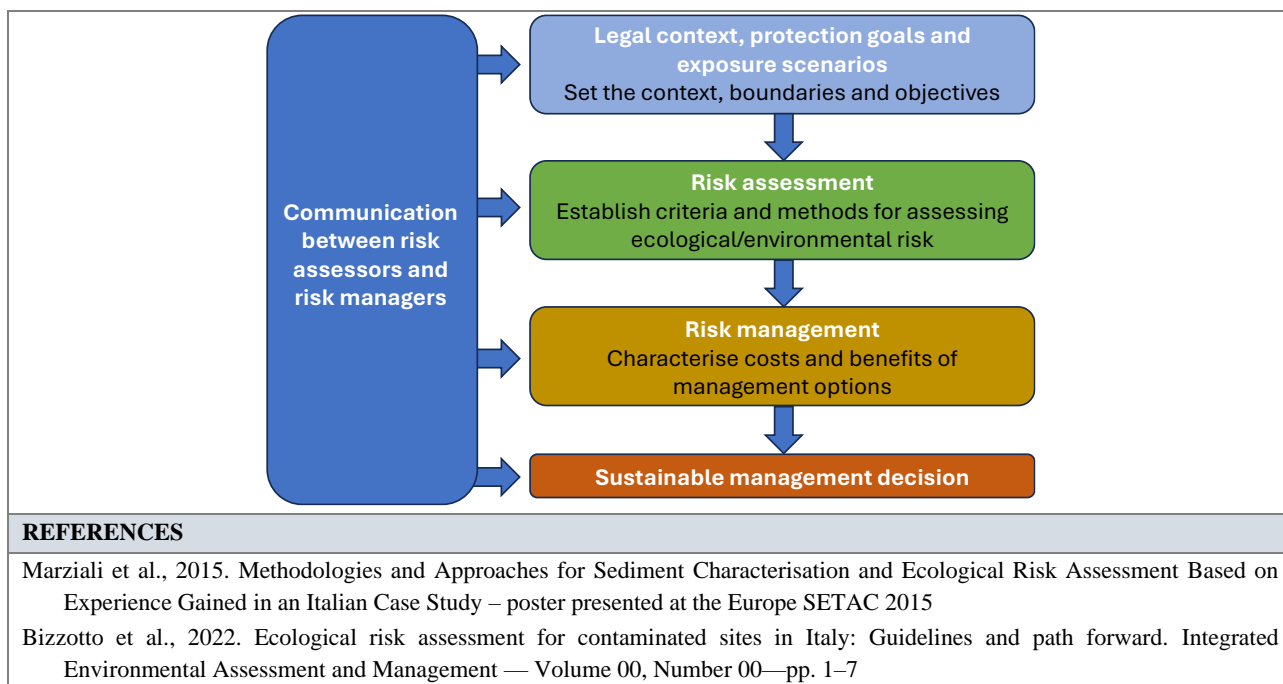 Communication
between risk
assessors and
risk managers
Legal context, protection goals and
exposure scenarios
Set the context, boundaries and objectives
Risk assessment
Establish criteria and methods for assessing
ecological/environmental risk
Risk management
Characterise costs and benefits of
management options
Sustainable management decision
REFERENCES
Marziali et al., 2015. Methodologies and Approaches for Sediment Characterisation and Ecological Risk Assessment Based on
Experience Gained in an Italian Case Study – poster presented at the Europe SETAC 2015
Bizzotto et al., 2022. Ecological risk assessment for contaminated sites in Italy: Guidelines and path forward. Integrated
Environmental Assessment and Management — Volume 00, Number 00—pp. 1–7